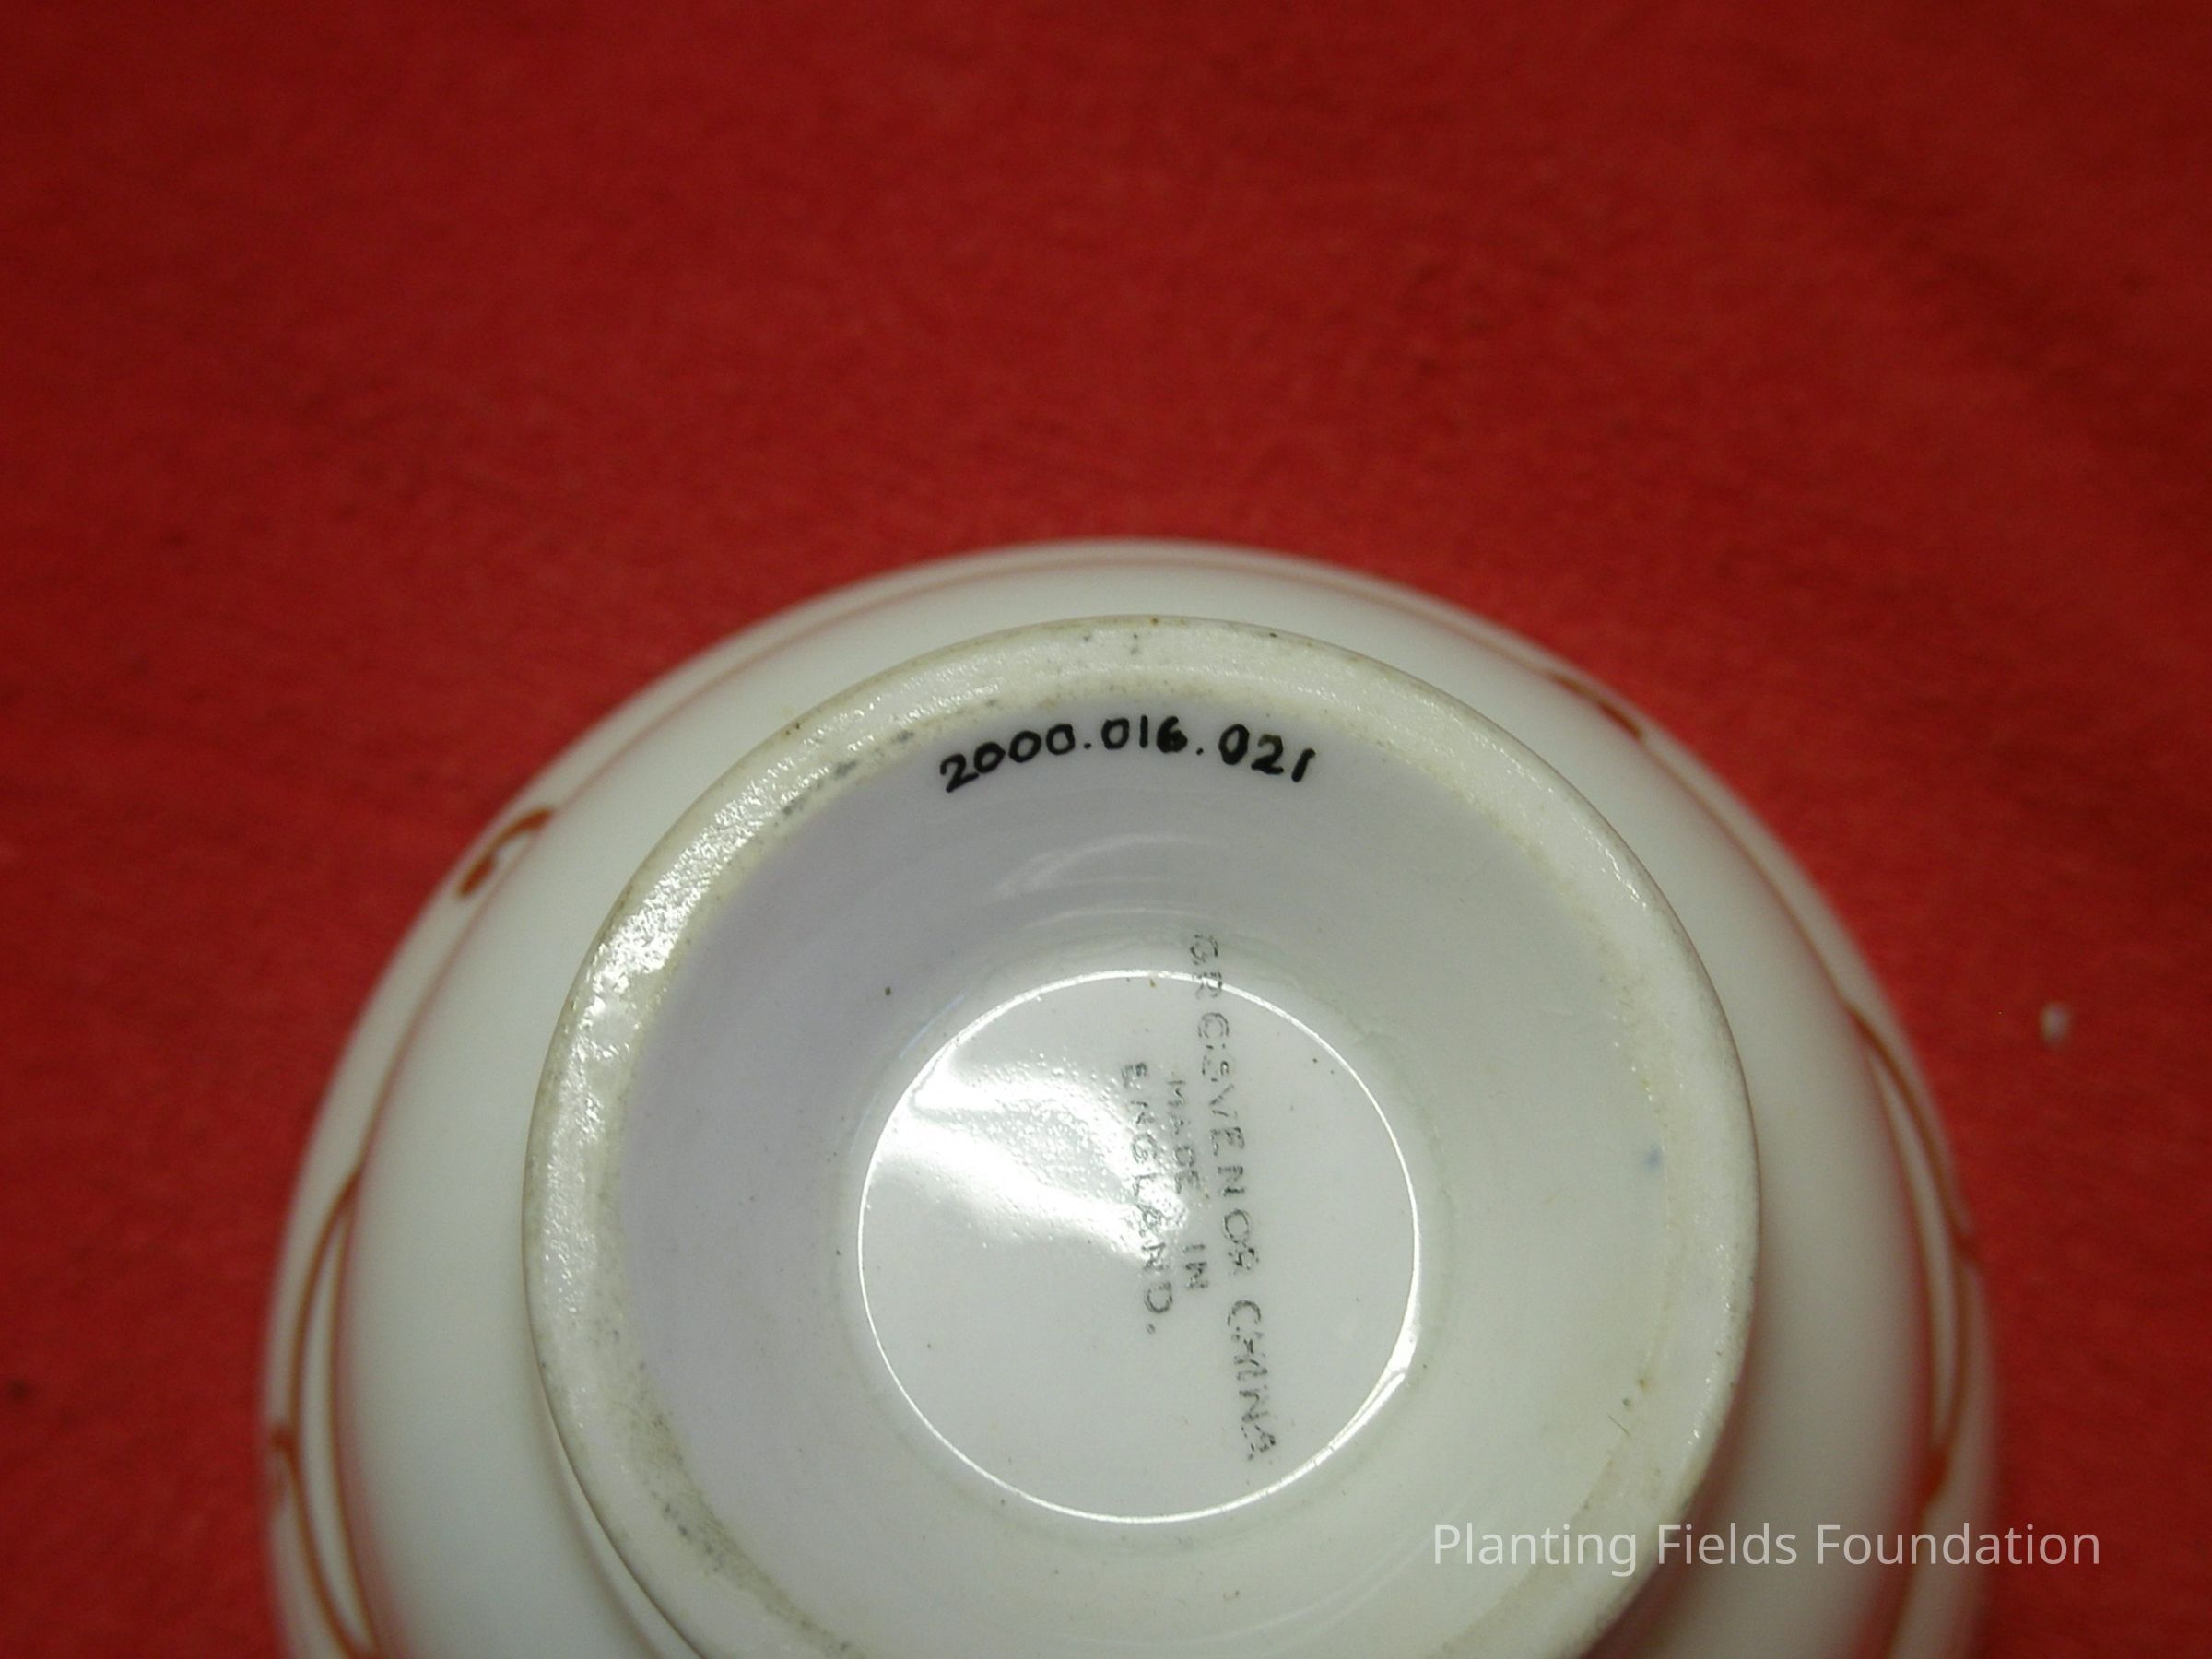 2000.016.021
GROSVENOR CHINA
MADE IN
ENGLAND.
Planting Fields Foundation